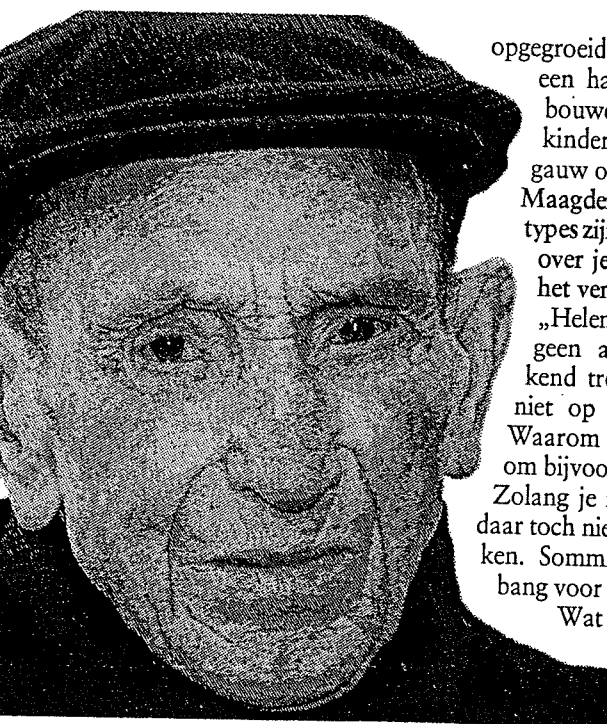 opgegroeid
een ha
bouwe
kinder
gauw o
Maagde
types zij
over je
het ver
„Helen
geen a
kend tr
niet op
Waarom
om bijvoo
Zolang je
daar toch nie
ken. Sommi
bang voor
Wat